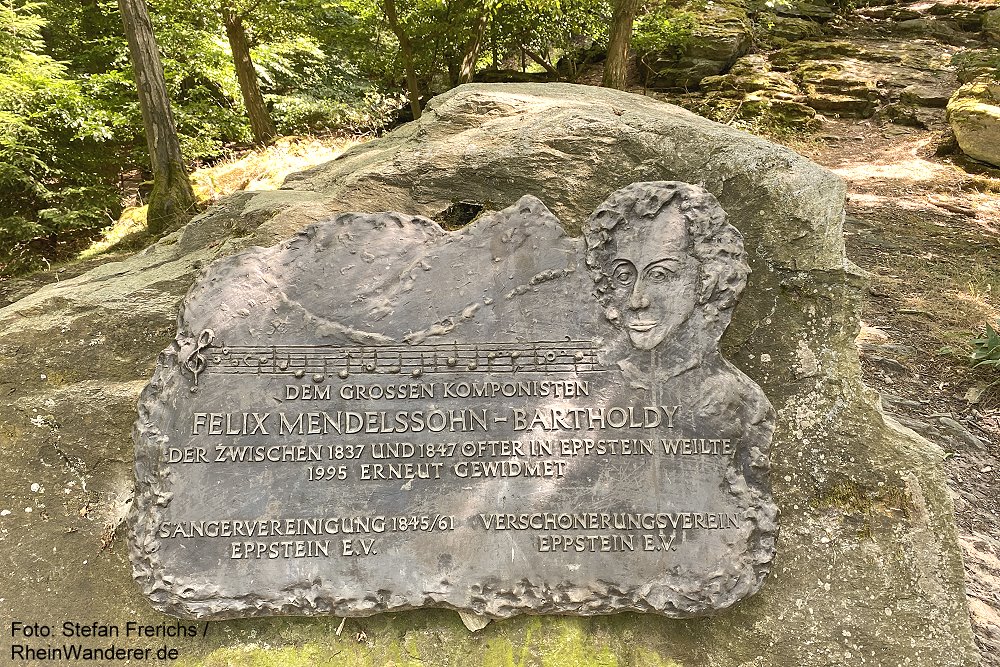 DEM GROSSEN KOMPONISTEN
FELIX MENDELSSOHN-BARTHOLDY
DER ZWISCHEN 1837 UND 1847 ÖFTER IN EPPSTEIN WEILTE,
1995 ERNEUT GEWIDMET
SÄNGERVEREINIGUNG 1845/61
EPPSTEIN E.V.
VERSCHÖNERUNGSVEREIN
EPPSTEIN E.V.
Foto: Stefan Frerichs /
RheinWanderer.de